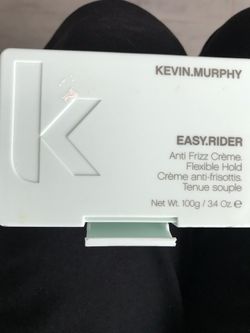 KEVIN.MURPHY
EASY.RIDER
Anti Frizz Crème.
Flexible Hold
Crème anti-frisottis.
Tenue souple
Net Wt. 100g / 3.4 Oz. ℮